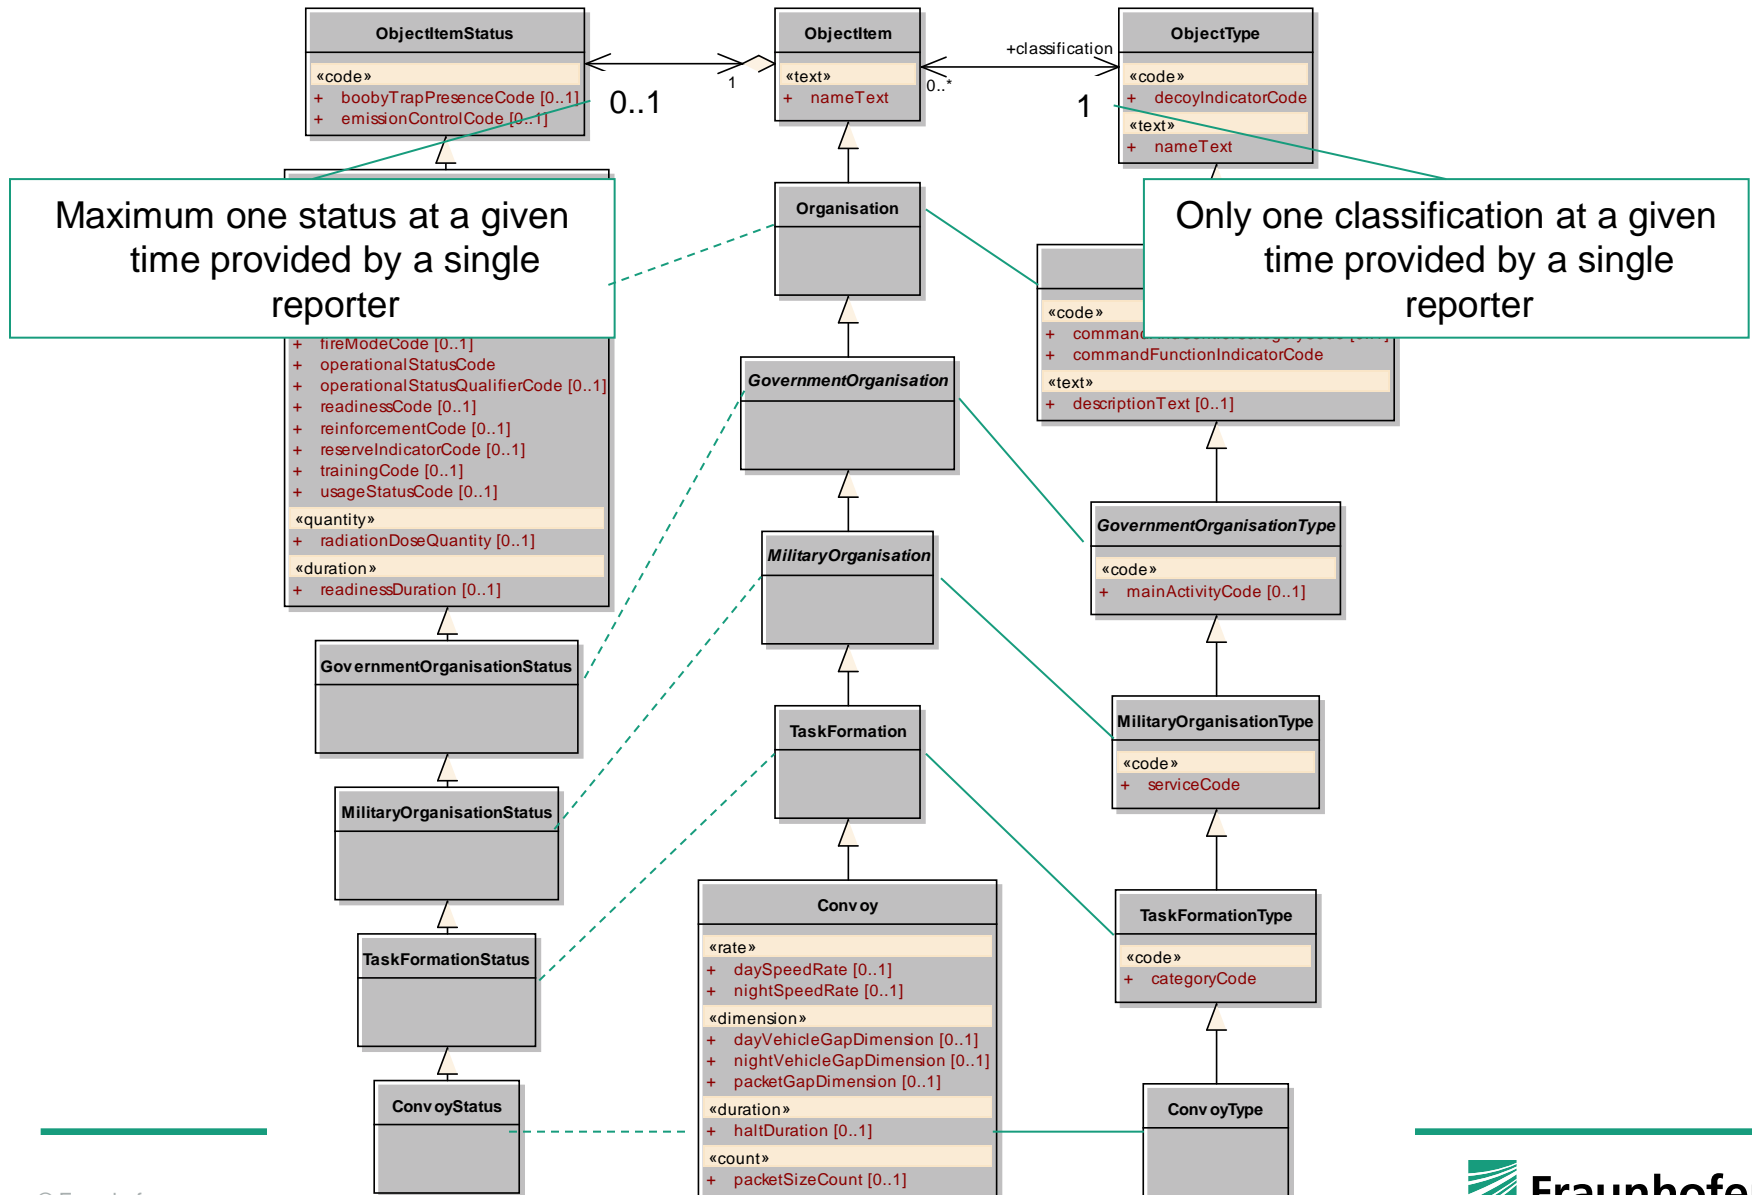 ObjectItemStatus
«code»
+ boobyTrapPresenceCode [0..1]
+ emissionControlCode [0..1]
0..1
1
ObjectItem
«text»
+ nameText
+classification
0..*
1
ObjectType
«code»
+ decoyIndicatorCode
«text»
+ nameText
Maximum one status at a given
time provided by a single
reporter
Only one classification at a given
time provided by a single
reporter
+ fireModeCode [0..1]
+ operationalStatusCode
+ operationalStatusQualifierCode [0..1]
+ readinessCode [0..1]
+ reinforcementCode [0..1]
+ reserveIndicatorCode [0..1]
+ trainingCode [0..1]
+ usageStatusCode [0..1]
«quantity»
+ radiationDoseQuantity [0..1]
«duration»
+ readinessDuration [0..1]
GovernmentOrganisationStatus
MilitaryOrganisationStatus
TaskFormationStatus
ConvoyStatus
Organisation
GovernmentOrganisation
MilitaryOrganisation
TaskFormation
Convoy
«rate»
+ daySpeedRate [0..1]
+ nightSpeedRate [0..1]
«dimension»
+ dayVehicleGapDimension [0..1]
+ nightVehicleGapDimension [0..1]
+ packetGapDimension [0..1]
«duration»
+ haltDuration [0..1]
«count»
+ packetSizeCount [0..1]
«code»
+ commandFunctionIndicatorCode
«text»
+ descriptionText [0..1]
GovernmentOrganisationType
«code»
+ mainActivityCode [0..1]
MilitaryOrganisationType
«code»
+ serviceCode
TaskFormationType
«code»
+ categoryCode
ConvoyType
Fraunhofer